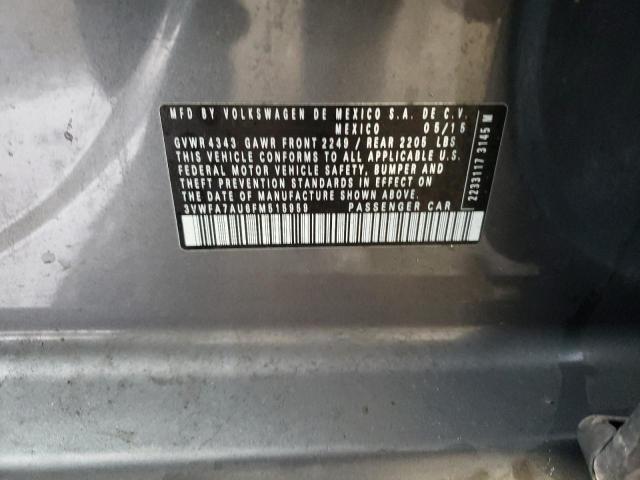 MFD BY VOLKSWAGEN DE MEXICO S.A. DE C.V.
MEXICO 05/15
GVWR 4343 GAWR FRONT 2249 / REAR 2205 LBS
THIS VEHICLE CONFORMS TO ALL APPLICABLE U.S.
FEDERAL MOTOR VEHICLE SAFETY, BUMPER AND
THEFT PREVENTION STANDARDS IN EFFECT ON
THE DATE OF MANUFACTURE SHOWN ABOVE.
3VWFA7AU6FM515959 PASSENGER CAR
2233117 3145 M